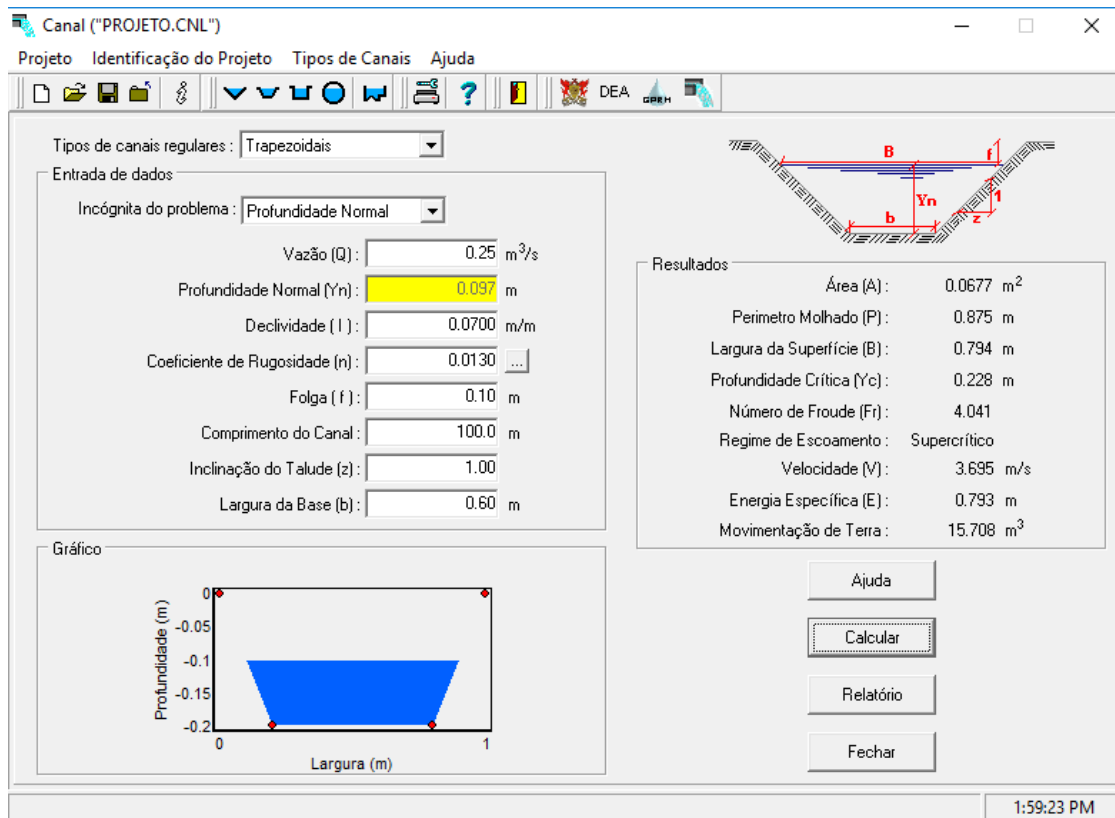 Canal ("PROJETO.CNL")
Projeto Identificação do Projeto Tipos de Canais Ajuda
DEA GPRH
Tipos de canais regulares : Trapezoidais
Entrada de dados
Incógnita do problema : Profundidade Normal
Vazão (Q) : 0.25 m³/s
Profundidade Normal (Yn) : 0.097 m
Declividade ( I ) : 0.0700 m/m
Coeficiente de Rugosidade (n) : 0.0130 ...
Folga ( f ) : 0.10 m
Comprimento do Canal : 100.0 m
Inclinação do Talude (z) : 1.00
Largura da Base (b) : 0.60 m
B f
Yn 1
b z
Resultados
Área (A) : 0.0677 m²
Perimetro Molhado (P) : 0.875 m
Largura da Superfície (B) : 0.794 m
Profundidade Crítica (Yc) : 0.228 m
Número de Froude (Fr) : 4.041
Regime de Escoamento : Supercrítico
Velocidade (V) : 3.695 m/s
Energia Específica (E) : 0.793 m
Movimentação de Terra : 15.708 m³
Gráfico
Profundidade (m)
0
-0.05
-0.1
-0.15
-0.2
0 1
Largura (m)
Ajuda
Calcular
Relatório
Fechar
1:59:23 PM